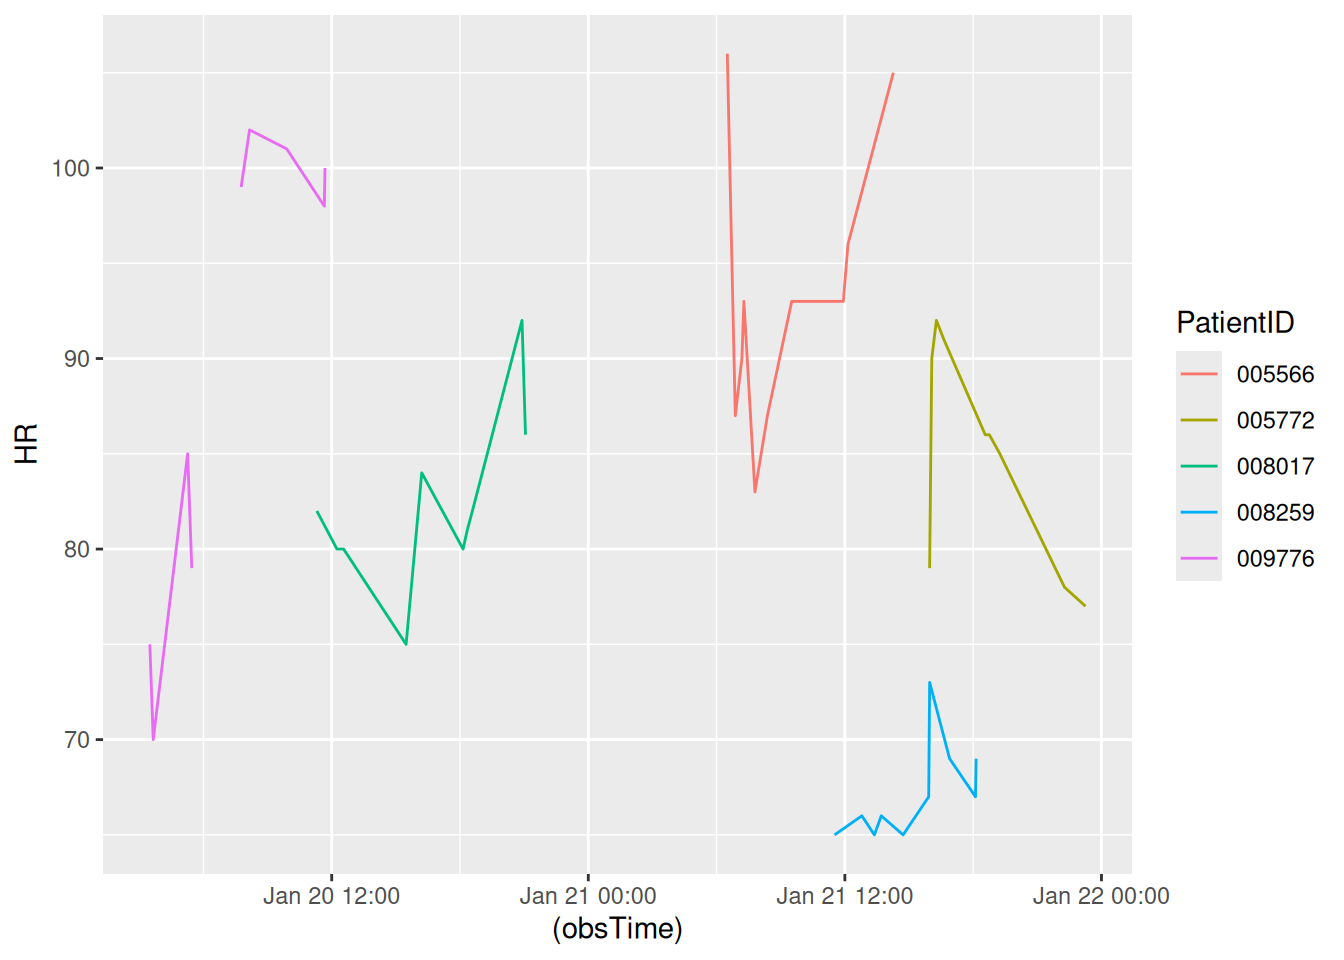 HR
100
90
80
70
Jan 20 12:00
Jan 21 00:00
Jan 21 12:00
Jan 22 00:00
(obsTime)
PatientID
005566
005772
008017
008259
009776